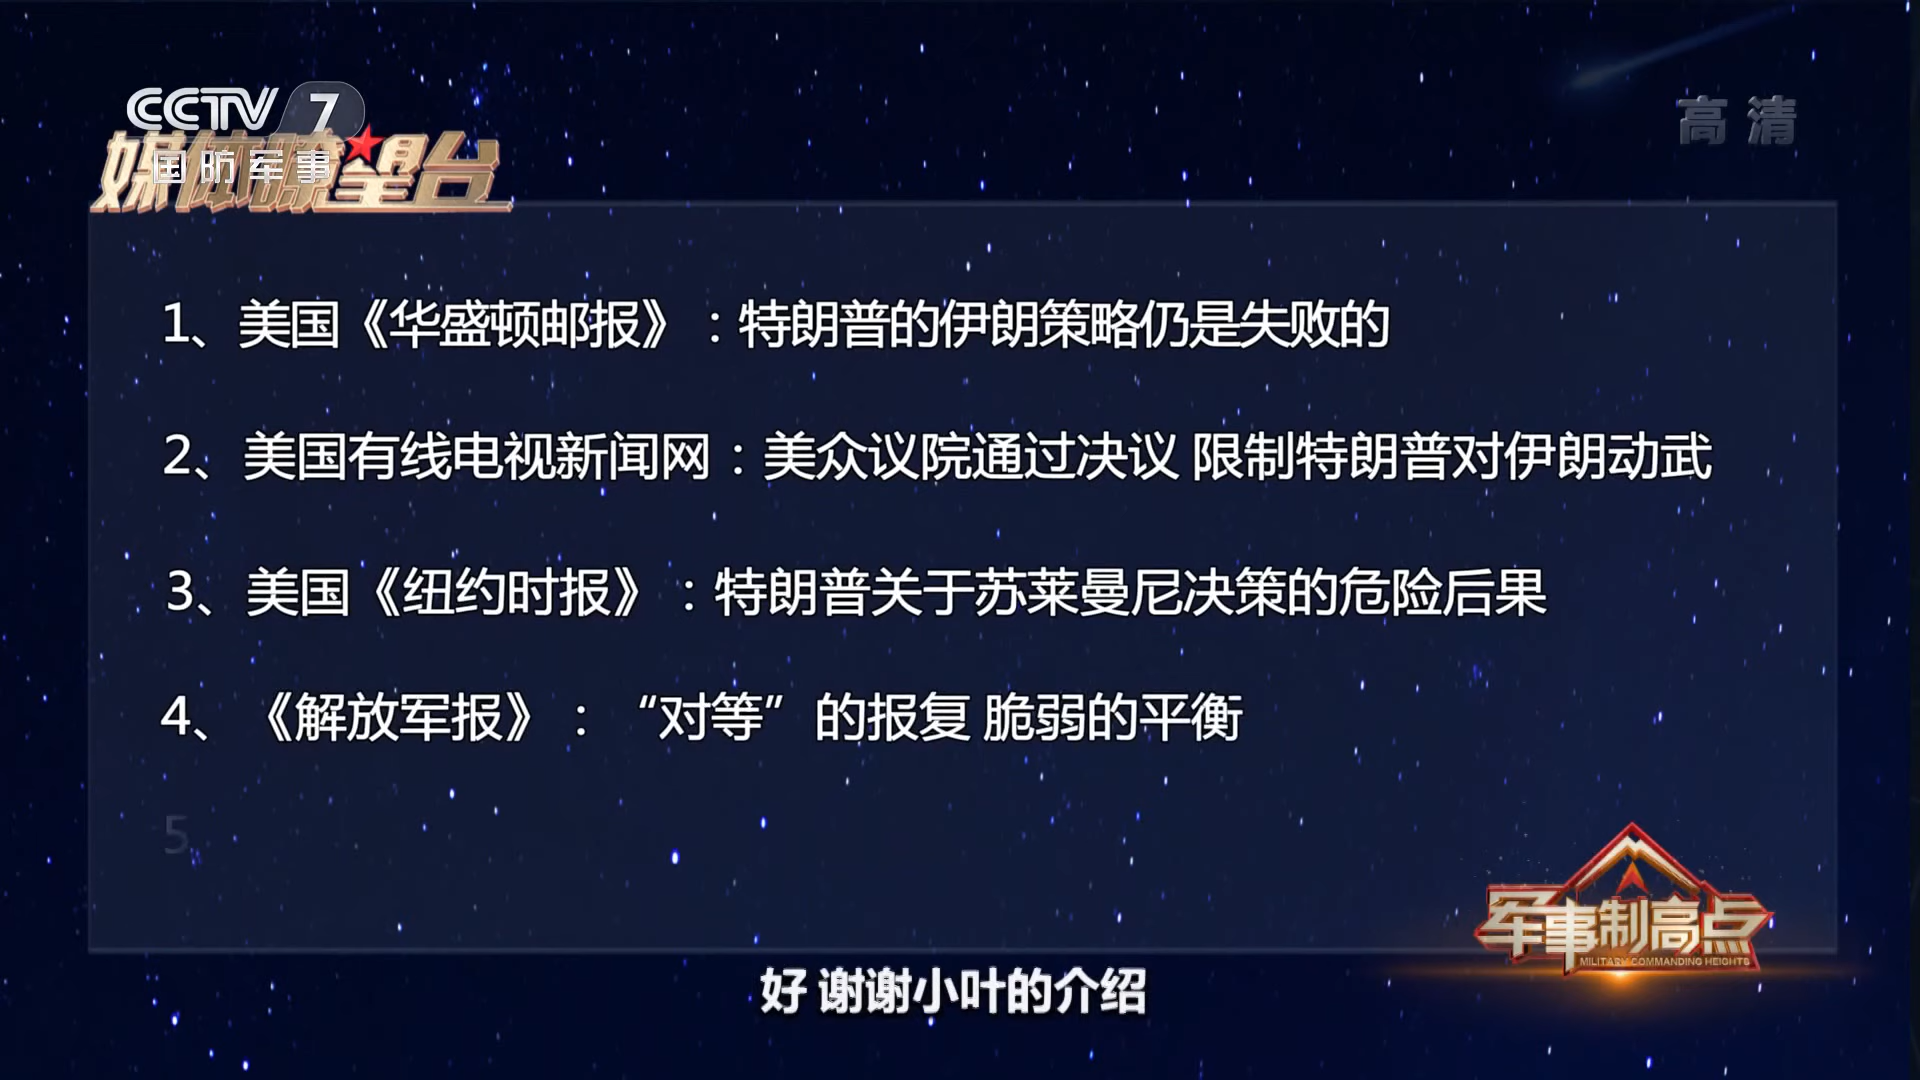 CCTV 7
国防军事
高清
媒体瞭望台
1、美国《华盛顿邮报》：特朗普的伊朗策略仍是失败的
2、美国有线电视新闻网：美众议院通过决议 限制特朗普对伊朗动武
3、美国《纽约时报》：特朗普关于苏莱曼尼决策的危险后果
4、《解放军报》：“对等”的报复 脆弱的平衡
5
军事制高点
MILITARY COMMANDING HEIGHTS
好 谢谢小叶的介绍